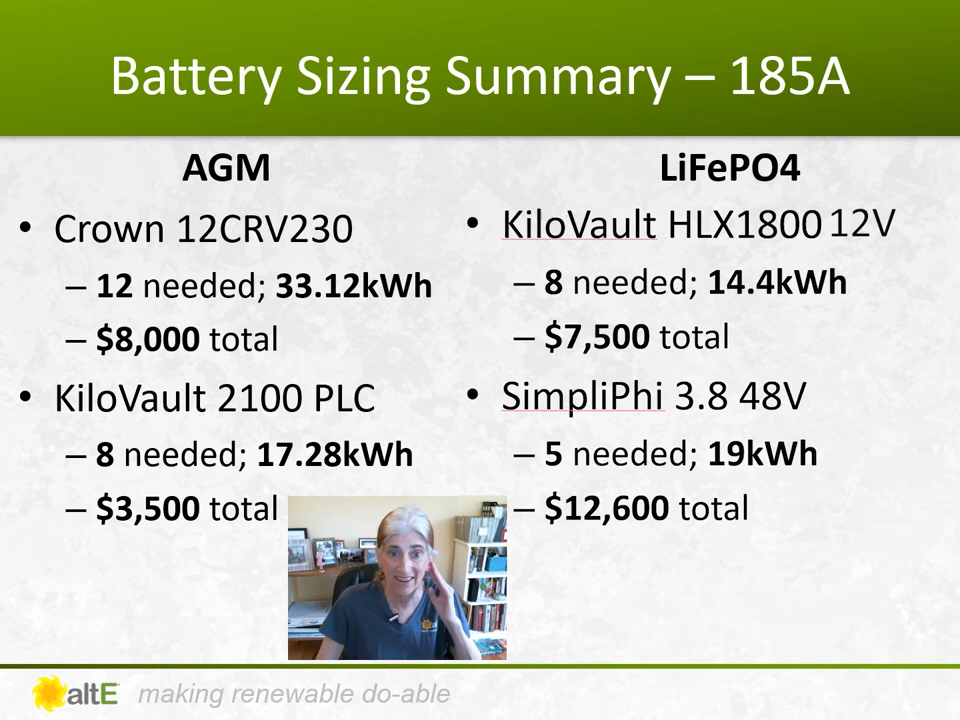 Battery Sizing Summary – 185A
AGM
• Crown 12CRV230
– 12 needed; 33.12kWh
– $8,000 total
• KiloVault 2100 PLC
– 8 needed; 17.28kWh
– $3,500 total
LiFePO4
• KiloVault HLX1800 12V
– 8 needed; 14.4kWh
– $7,500 total
• SimpliPhi 3.8 48V
– 5 needed; 19kWh
– $12,600 total
altE making renewable do-able